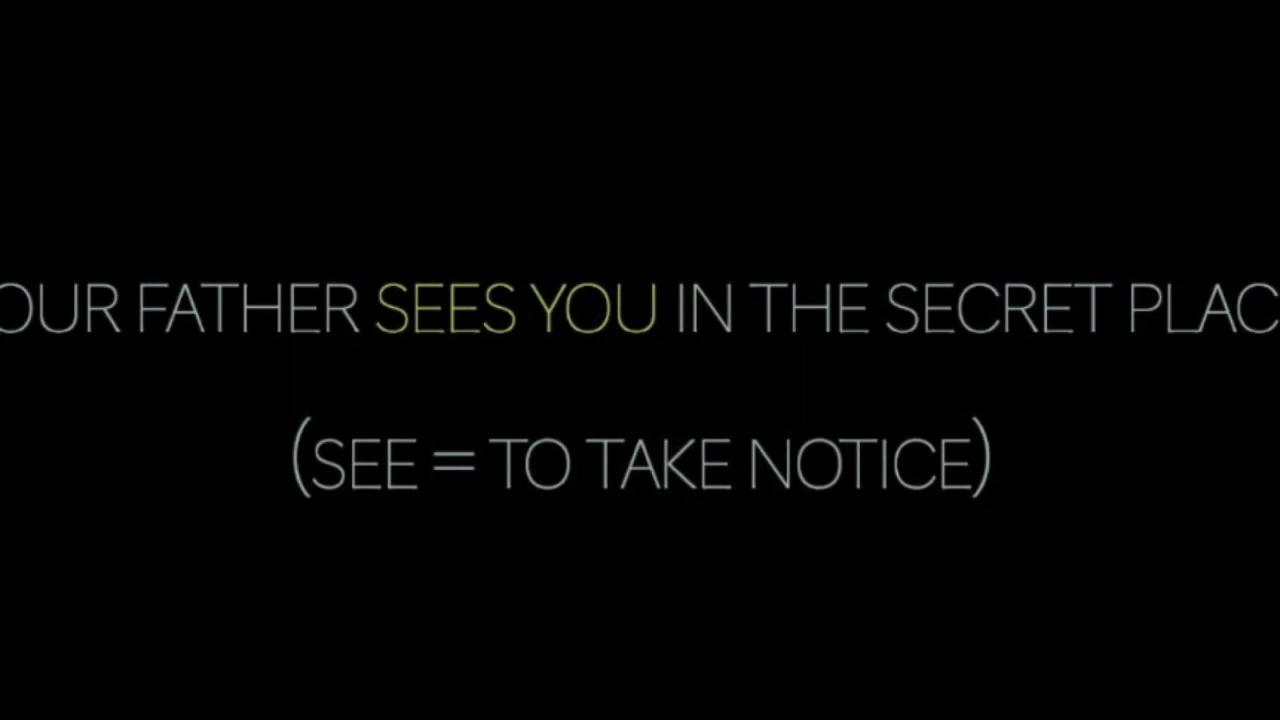 OUR FATHER SEES YOU IN THE SECRET PLAC
(SEE = TO TAKE NOTICE)